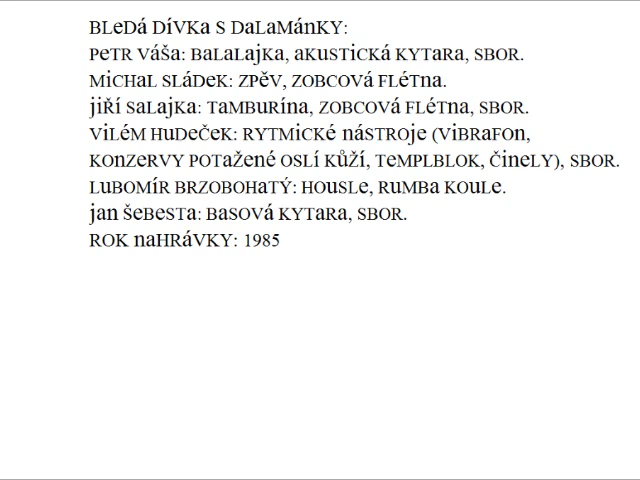 BLeDá DíVKa S DaLaMánKY:
PeTR Váša: BaLaLajKa, aKuSTiCKá KYTaRa, SBOR.
MiCHaL SLáDeK: ZPěV, ZOBCOVá FLéTna.
jiŘí SaLajKa: TaMBuRína, ZOBCOVá FLéTna, SBOR.
ViLéM HuDeČeK: RYTMiCKé náSTROje (ViBRaFOn,
KOnZeRVY POTaŽené OSLí KůŽí, TeMPLBLOK, ČineLY), SBOR.
LuBOMíR BRZOBOHaTÝ: HOuSLe, RuMBa KOuLe.
jan šeBeSTa: BaSOVá KYTaRa, SBOR.
ROK naHRáVKY: 1985